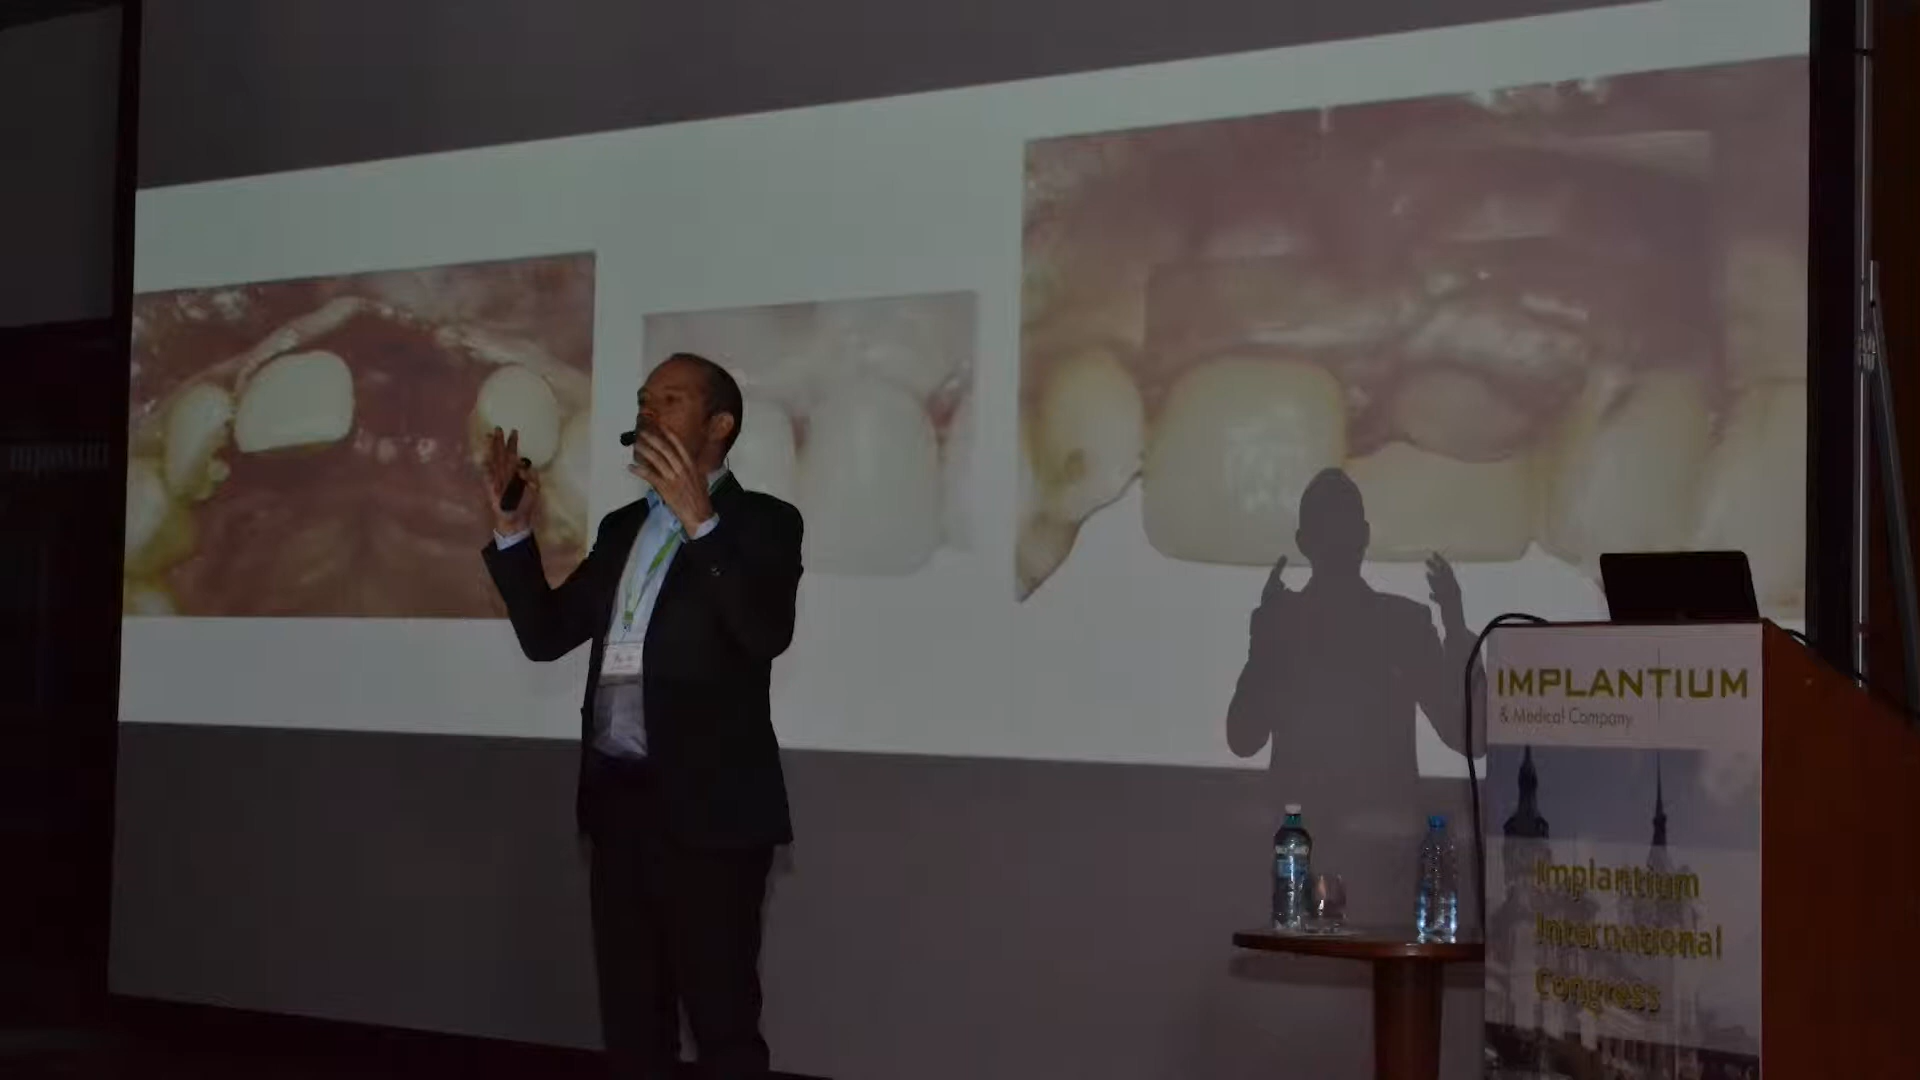 IMPLANTIUM
& Medical Company
Implantium
International
Congress